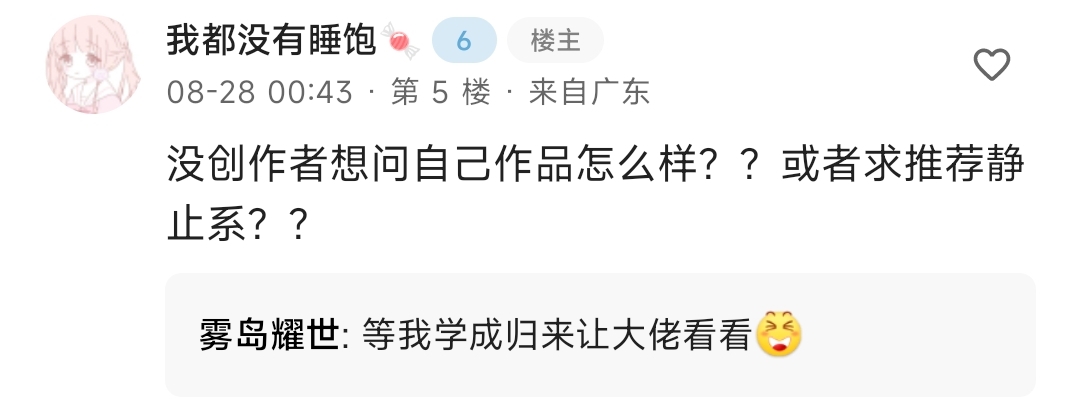 我都没有睡饱🍬 6 楼主
08-28 00:43 · 第 5 楼 · 来自广东
没创作者想问自己作品怎么样？？或者求推荐静
止系？？
雾岛耀世: 等我学成归来让大佬看看😆